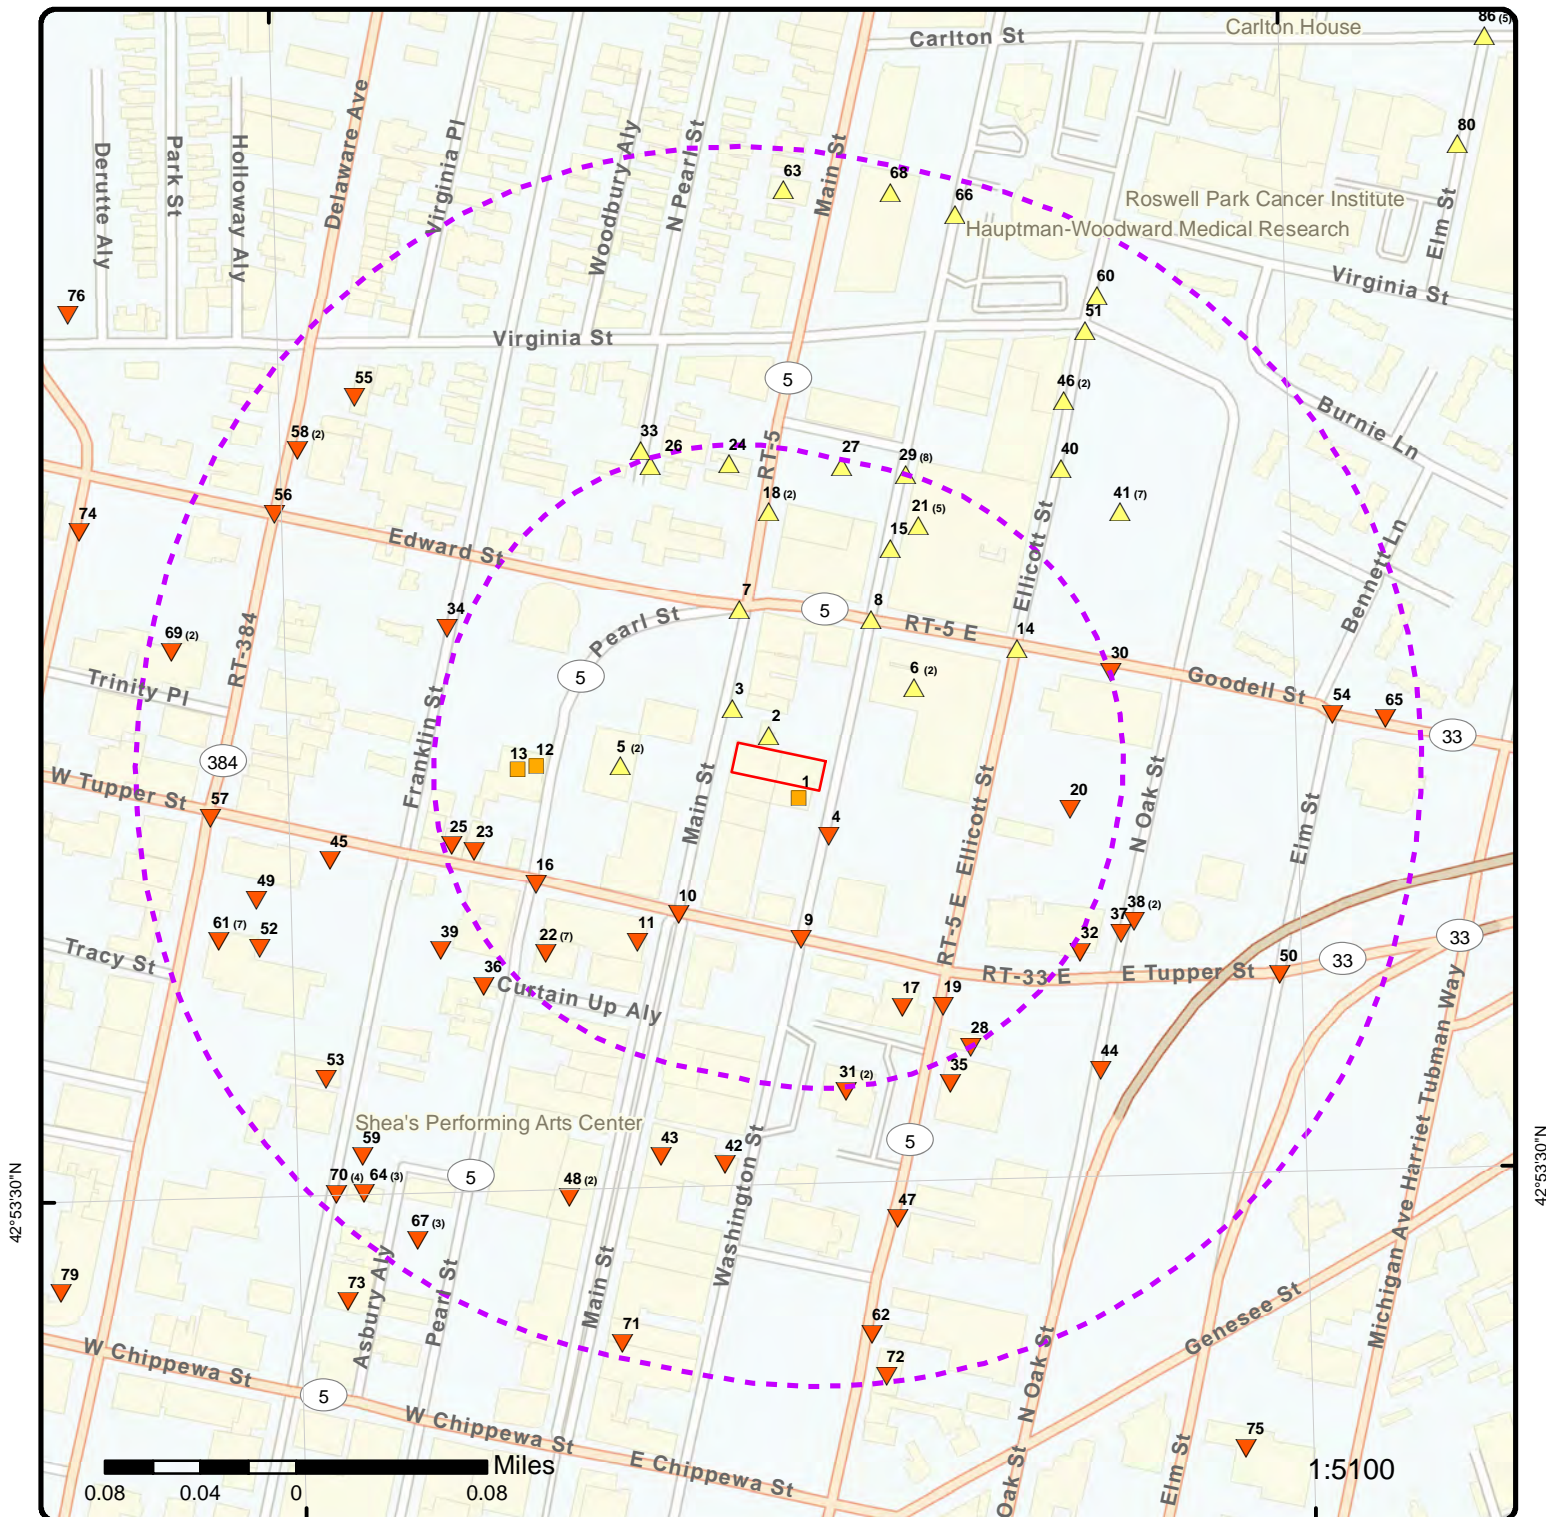 86 (5)
Carlton House
Carlton St
80
Derutte Aly
Park St
Holloway Aly
Delaware Ave
Virginia Pl
Woodbury Aly
N Pearl St
63
Main St
68
66
Roswell Park Cancer Institute
Hauptman-Woodward Medical Research
Elm St
Virginia St
76
60
51
Virginia St
5
55
46 (2)
Burnie Ln
58 (2)
33
26
24
RT-5
27
29 (8)
40
56
18 (2)
21 (5)
41 (7)
74
Edward St
15
Ellicott St
Bennett Ln
7
5
8
RT-5 E
34
Pearl St
14
30
69 (2)
RT-384
Trinity Pl
5
6 (2)
Goodell St
54
65
33
Franklin St
3
2
384
13
12
5 (2)
1
W Tupper St
57
Main St
4
20
N Oak St
Elm St
45
25
23
Ellicott St
16
49
10
9
38 (2)
37
61 (7)
52
39
22 (7)
11
RT-5 E
32
33
Tracy St
36
Curtain Up Aly
RT-33 E
E Tupper St
50
33
17
19
28
53
31 (2)
35
44
Shea's Performing Arts Center
59
43
42
5
Michigan Ave Harriet Tubman Way
42°53'30"N
42°53'30"N
70 (4)
64 (3)
5
48 (2)
Washington St
47
67 (3)
79
73
Asbury Aly
Pearl St
Main St
71
62
72
N Oak St
Genesee St
W Chippewa St
5
W Chippewa St
E Chippewa St
75
Oak St
Elm St
Miles
1:5100
0.08 0.04 0 0.08